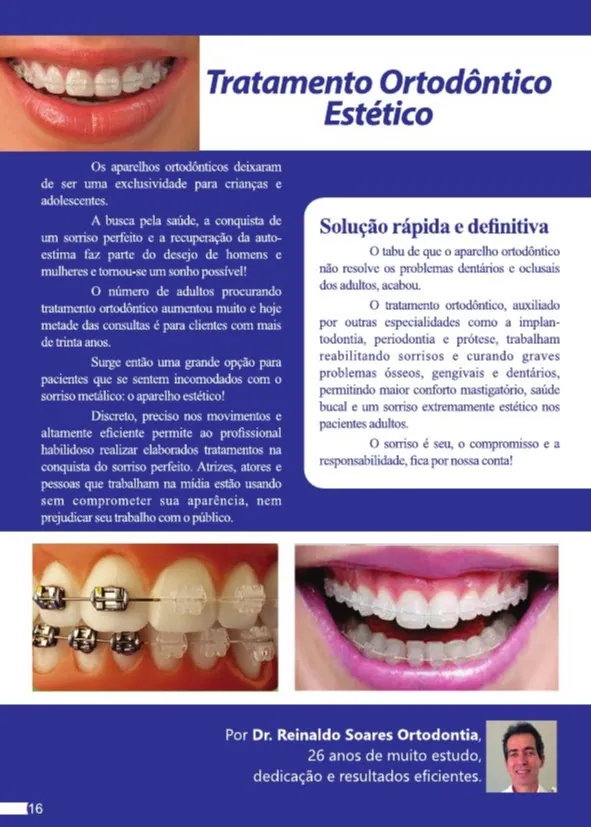 Tratamento Ortodôntico
Estético
Os aparelhos ortodônticos deixaram
de ser uma exclusividade para crianças e
adolescentes.
A busca pela saúde, a conquista de
um sorriso perfeito e a recuperação da auto-
estima faz parte do desejo de homens e
mulheres e tornou-se um sonho possível!
O número de adultos procurando
tratamento ortodôntico aumentou muito e hoje
metade das consultas é para clientes com mais
de trinta anos.
Surge então uma grande opção para
pacientes que se sentem incomodados com o
sorriso metálico: o aparelho estético!
Discreto, preciso nos movimentos e
altamente eficiente permite ao profissional
habilidoso realizar elaborados tratamentos na
conquista do sorriso perfeito. Atrizes, atores e
pessoas que trabalham na mídia estão usando
sem comprometer sua aparência, nem
prejudicar seu trabalho com o público.
Solução rápida e definitiva
O tabu de que o aparelho ortodôntico
não resolve os problemas dentários e oclusais
dos adultos, acabou.
O tratamento ortodôntico, auxiliado
por outras especialidades como a implan-
todontia, periodontia e prótese, trabalham
reabilitando sorrisos e curando graves
problemas ósseos, gengivais e dentários,
permitindo maior conforto mastigatório, saúde
bucal e um sorriso extremamente estético nos
pacientes adultos.
O sorriso é seu, o compromisso e a
responsabilidade, fica por nossa conta!
Por Dr. Reinaldo Soares Ortodontia,
26 anos de muito estudo,
dedicação e resultados eficientes.
16